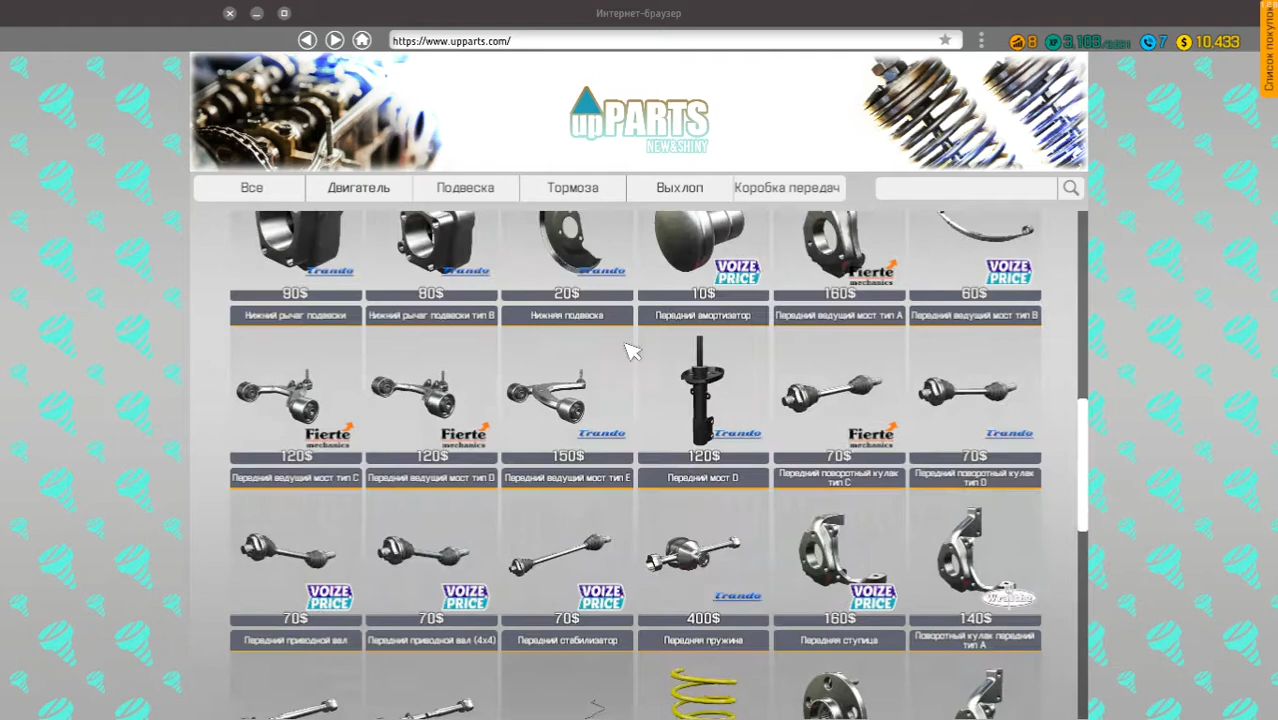 Интернет-браузер
https://www.upparts.com/
8 3,103 7 $ 10,433
Список покупок
upPARTS
NEW&SHINY
Все Двигатель Подвеска Тормоза Выхлоп Коробка передач
Trando Trando Trando VOIZE PRICE Fierte mechanics VOIZE PRICE
90$ 80$ 20$ 10$ 160$ 60$
Нижний рычаг подвески Нижний рычаг подвески тип B Нижняя подвеска Передний амортизатор Передний ведущий мост тип A Передний ведущий мост тип B
Fierte mechanics Fierte mechanics Trando Trando Fierte mechanics Trando
120$ 120$ 150$ 120$ 70$ 70$
Передний ведущий мост тип C Передний ведущий мост тип D Передний ведущий мост тип E Передний мост D Передний поворотный кулак тип C Передний поворотный кулак тип D
VOIZE PRICE VOIZE PRICE VOIZE PRICE Trando VOIZE PRICE
70$ 70$ 70$ 400$ 160$ 140$
Передний приводной вал Передний приводной вал (4x4) Передний стабилизатор Передняя пружина Передняя ступица Поворотный кулак передний тип A